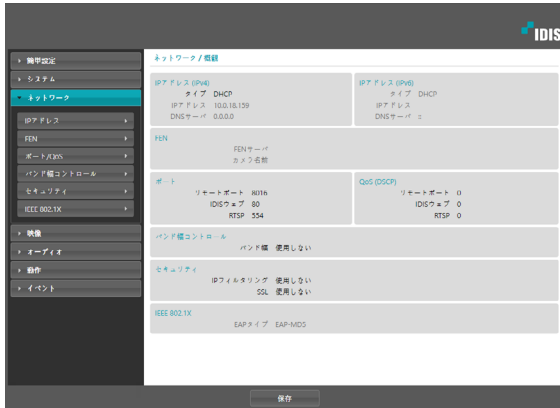 IDIS
簡単設定
システム
ネットワーク
IPアドレス
FEN
ポート/QoS
バンド幅コントロール
セキュリティ
IEEE 802.1X
映像
オーディオ
動作
イベント
ネットワーク / 概観
IPアドレス (IPv4)
タイプ DHCP
IPアドレス 10.0.18.159
DNSサーバ 0.0.0.0
IPアドレス (IPv6)
タイプ DHCP
IPアドレス
DNSサーバ ::
FEN
FENサーバ
カメラ名前
ポート
リモートポート 8016
IDISウェブ 80
RTSP 554
QoS (DSCP)
リモートポート 0
IDISウェブ 0
RTSP 0
バンド幅コントロール
バンド幅 使用しない
セキュリティ
IPフィルタリング 使用しない
SSL 使用しない
IEEE 802.1X
EAPタイプ EAP-MD5
保存